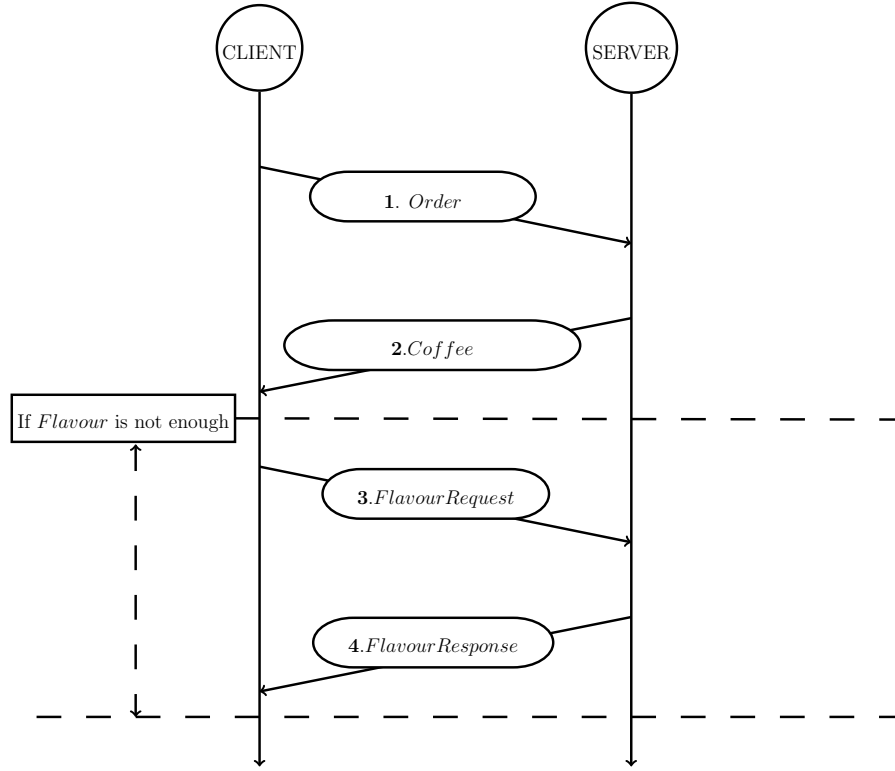 CLIENT
SERVER
1. Order
2.Coffee
If Flavour is not enough
3.FlavourRequest
4.FlavourResponse